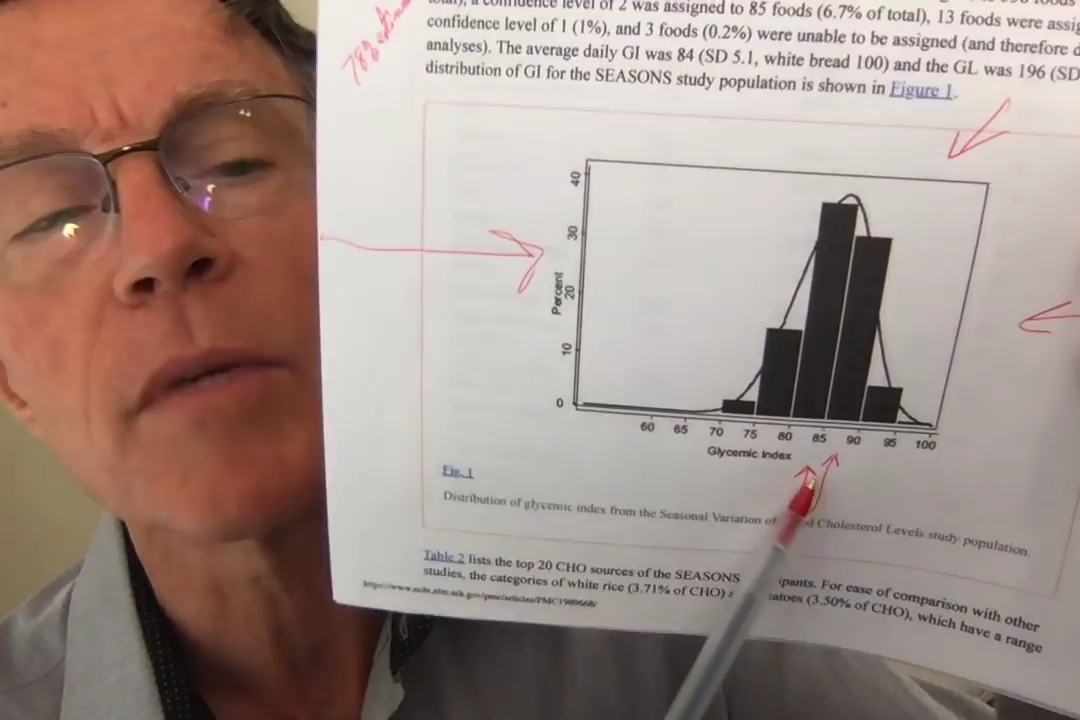 a confidence level of 2 was assigned to 85 foods (6.7% of total), 13 foods were
confidence level of 1 (1%), and 3 foods (0.2%) were unable to be assigned (and therefore
analyses). The average daily GI was 84 (SD 5.1, white bread 100) and the GL was 196 (SD
distribution of GI for the SEASONS study population is shown in Figure 1.
40
30
20
10
0
Percent
60 65 70 75 80 85 90 95 100
Glycemic Index
Fig. 1
Distribution of glycemic index from the Seasonal Variation of Cholesterol Levels study population.
Table 2 lists the top 20 CHO sources of the SEASONS For ease of comparison with other
studies, the categories of white rice (3.71% of CHO) (3.50% of CHO), which have a range